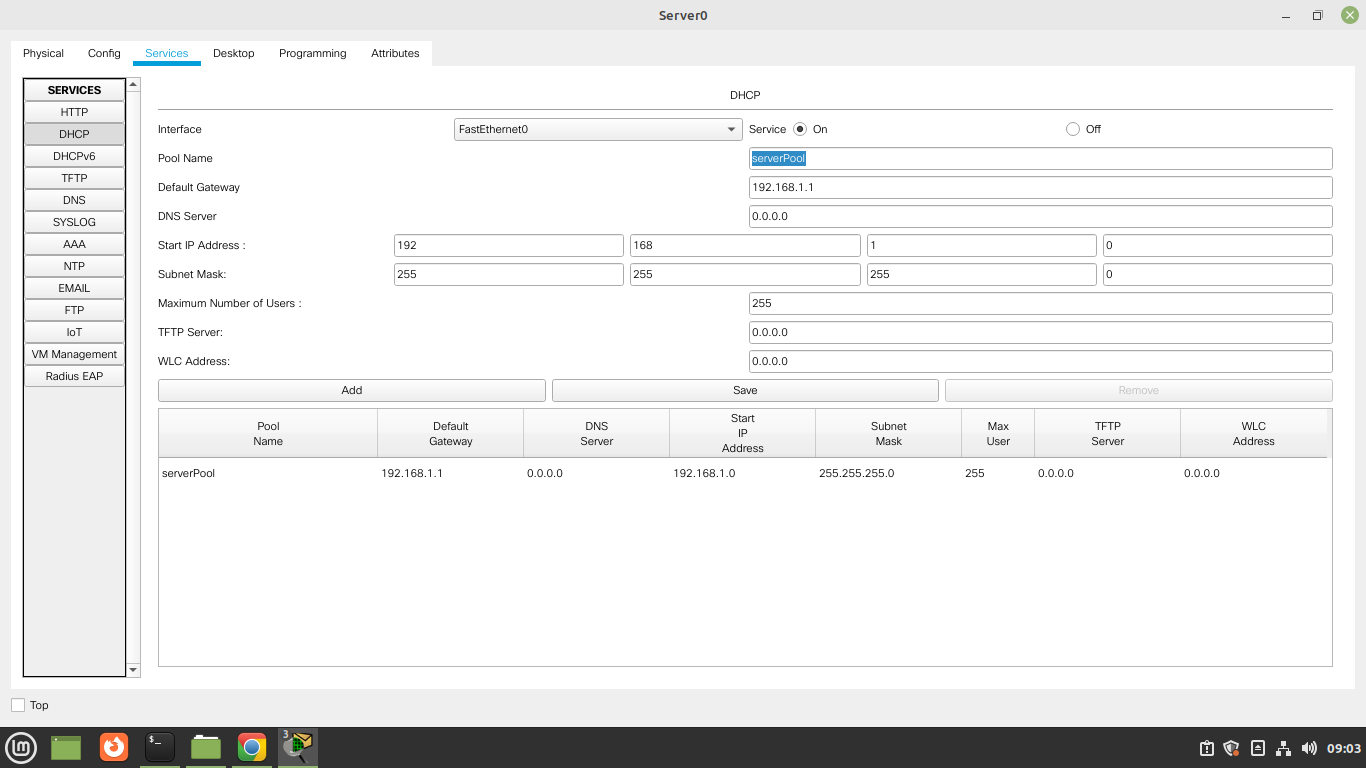 Server0
Physical Config Services Desktop Programming Attributes
SERVICES
HTTP
DHCP
DHCPv6
TFTP
DNS
SYSLOG
AAA
NTP
EMAIL
FTP
IoT
VM Management
Radius EAP
DHCP
Interface FastEthernet0 Service On Off
Pool Name serverPool
Default Gateway 192.168.1.1
DNS Server 0.0.0.0
Start IP Address : 192 168 1 0
Subnet Mask: 255 255 255 0
Maximum Number of Users : 255
TFTP Server: 0.0.0.0
WLC Address: 0.0.0.0
Add Save Remove
Pool Name Default Gateway DNS Server Start IP Address Subnet Mask Max User TFTP Server WLC Address
serverPool 192.168.1.1 0.0.0.0 192.168.1.0 255.255.255.0 255 0.0.0.0 0.0.0.0
Top
$_ 3 09:03